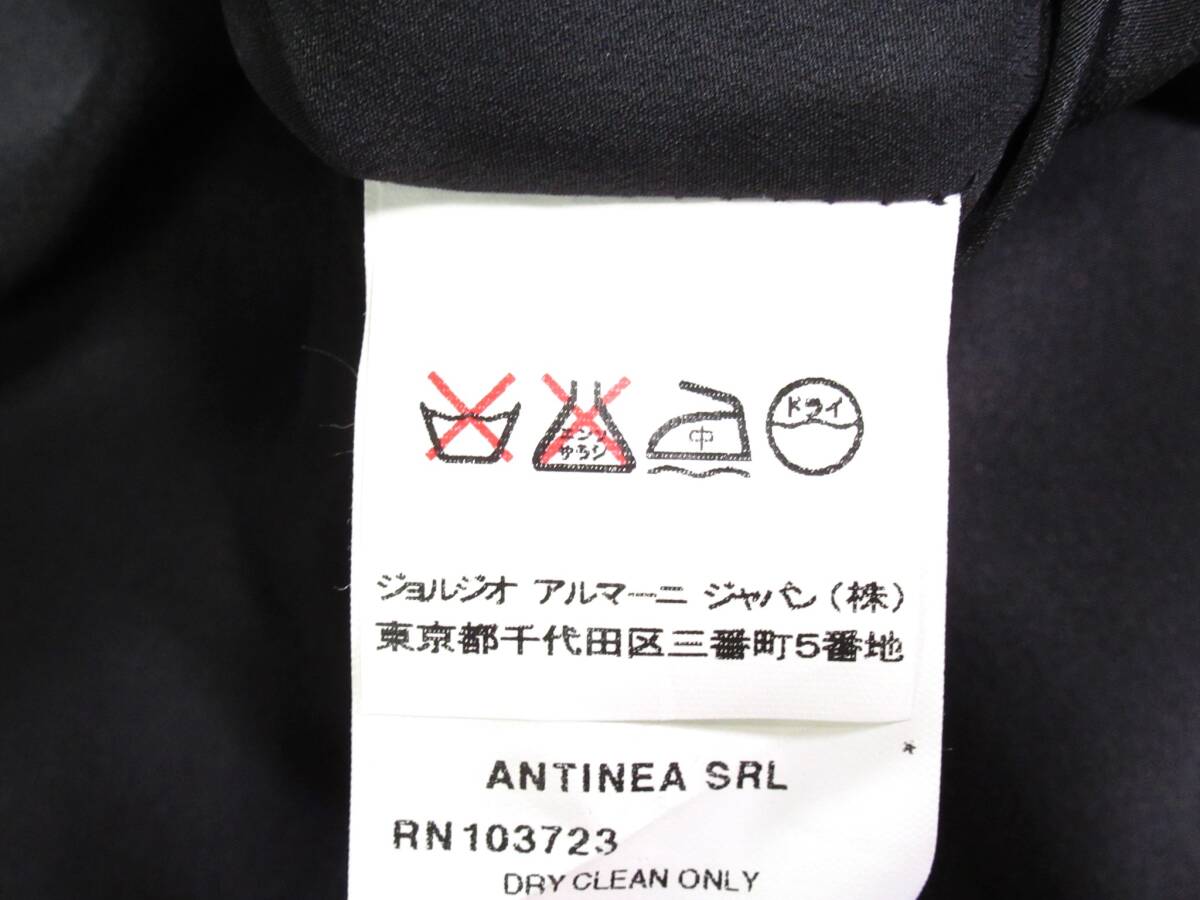 エンソ
サラシ
中
ドライ
ジョルジオ アルマーニ ジャパン（株）
東京都千代田区三番町5番地
*
ANTINEA SRL
RN103723
DRY CLEAN ONLY